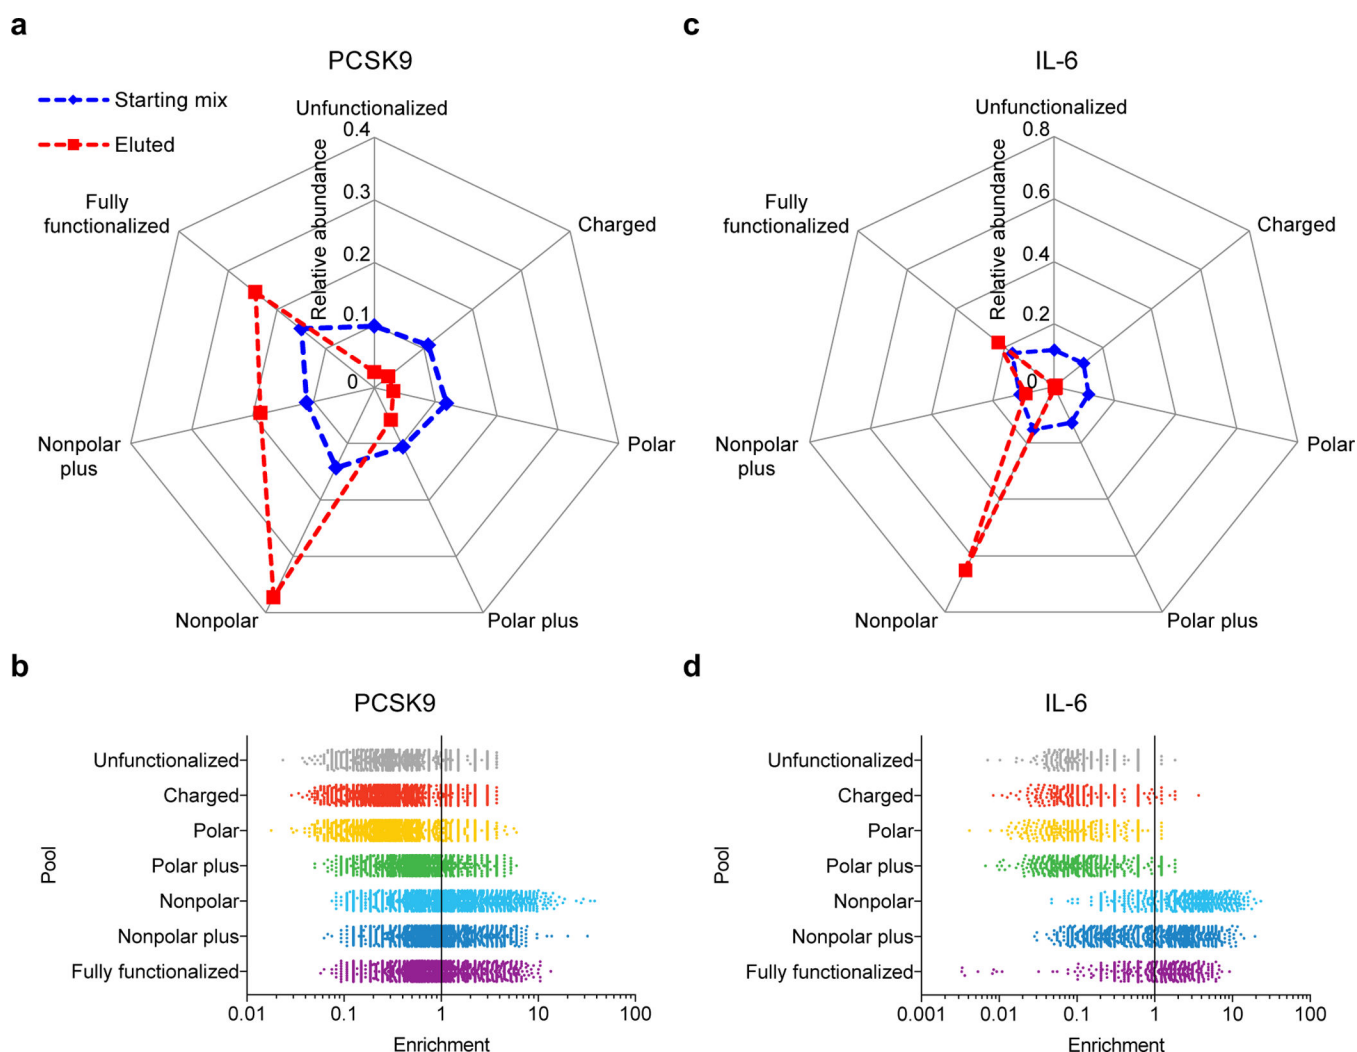 a
PCSK9
Starting mix
Eluted
Unfunctionalized
Charged
Polar
Polar plus
Nonpolar
Nonpolar
plus
Fully
functionalized
Relative abundance
0.4
0.3
0.2
0.1
0
c
IL-6
Unfunctionalized
Charged
Polar
Polar plus
Nonpolar
Nonpolar
plus
Fully
functionalized
Relative abundance
0.8
0.6
0.4
0.2
0
b
PCSK9
Pool
Unfunctionalized
Charged
Polar
Polar plus
Nonpolar
Nonpolar plus
Fully functionalized
0.01 0.1 1 10 100
Enrichment
d
IL-6
Pool
Unfunctionalized
Charged
Polar
Polar plus
Nonpolar
Nonpolar plus
Fully functionalized
0.001 0.01 0.1 1 10 100
Enrichment